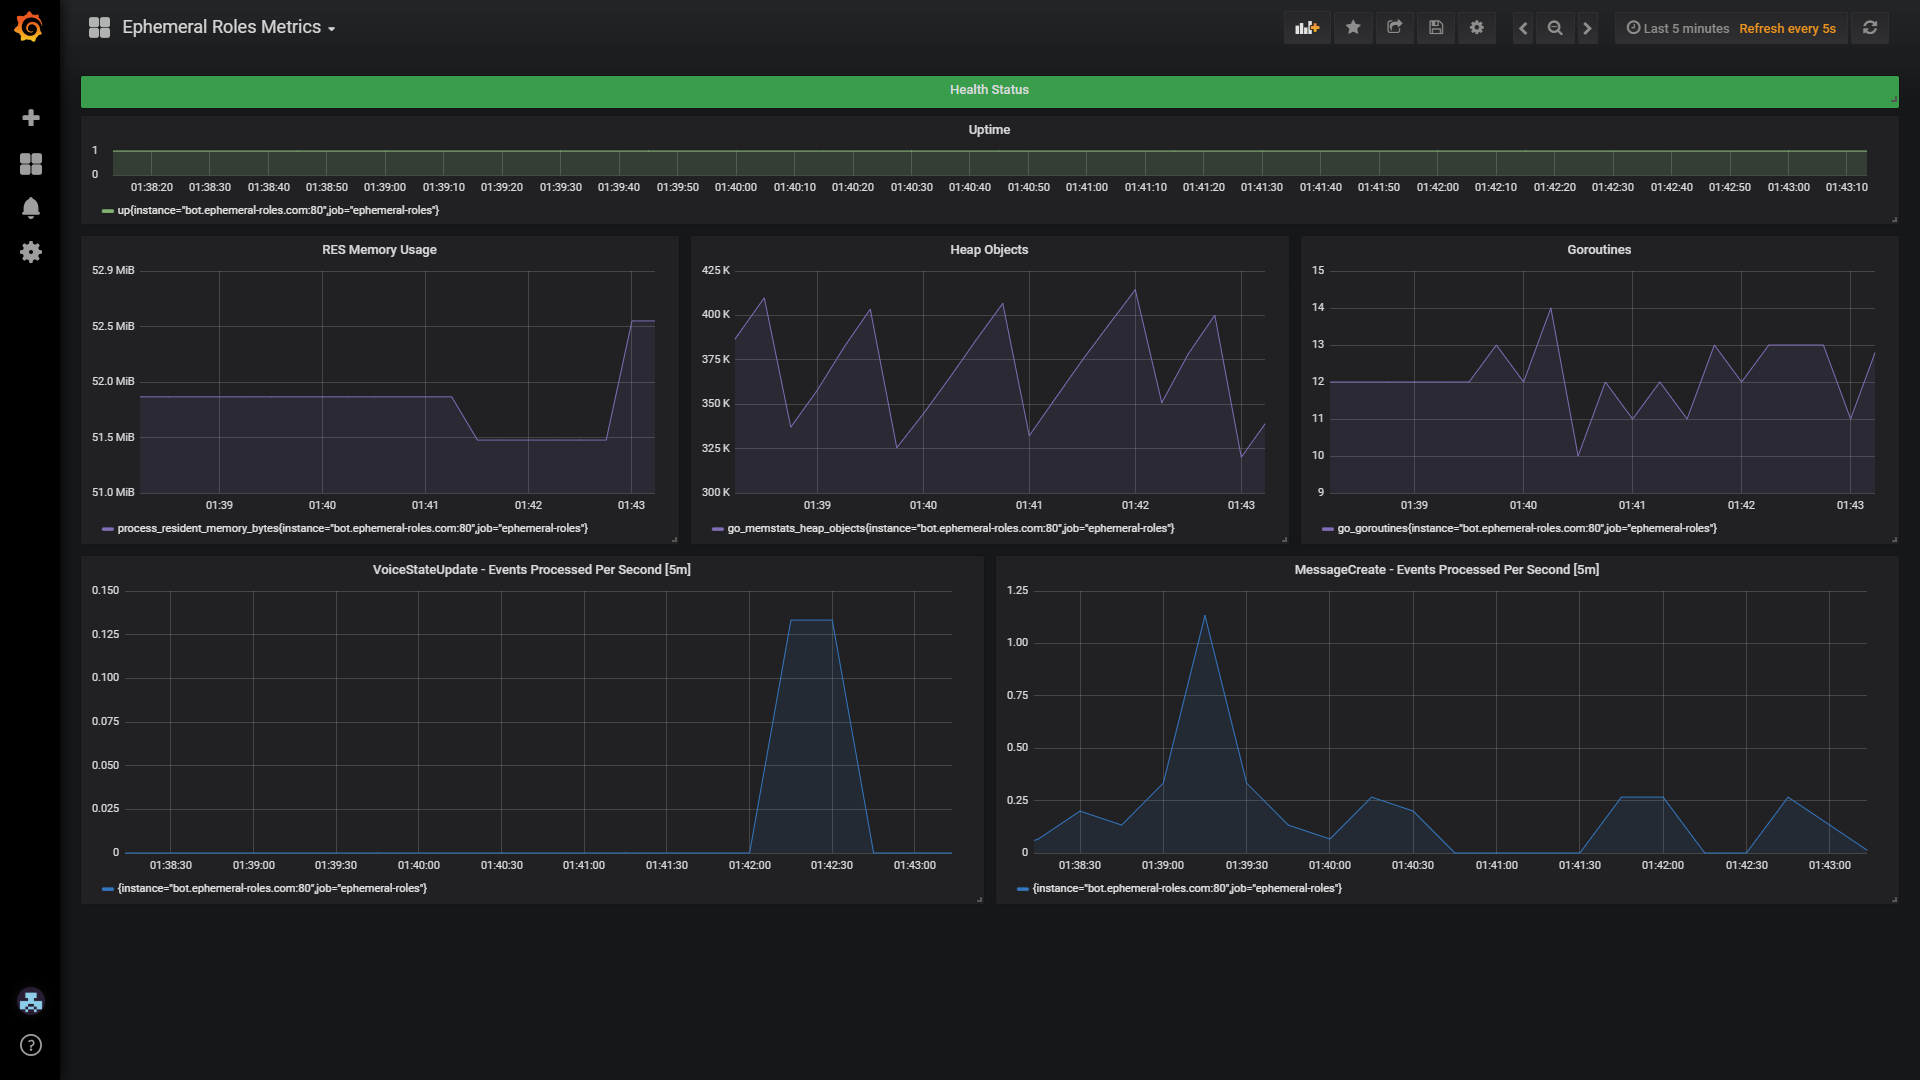 Ephemeral Roles Metrics
Last 5 minutes Refresh every 5s
Health Status
Uptime
1
0
01:38:20 01:38:30 01:38:40 01:38:50 01:39:00 01:39:10 01:39:20 01:39:30 01:39:40 01:39:50 01:40:00 01:40:10 01:40:20 01:40:30 01:40:40 01:40:50 01:41:00 01:41:10 01:41:20 01:41:30 01:41:40 01:41:50 01:42:00 01:42:10 01:42:20 01:42:30 01:42:40 01:42:50 01:43:00 01:43:10
up{instance="bot.ephemeral-roles.com:80",job="ephemeral-roles"}
RES Memory Usage
52.9 MiB
52.5 MiB
52.0 MiB
51.5 MiB
51.0 MiB
01:39 01:40 01:41 01:42 01:43
process_resident_memory_bytes{instance="bot.ephemeral-roles.com:80",job="ephemeral-roles"}
Heap Objects
425 K
400 K
375 K
350 K
325 K
300 K
01:39 01:40 01:41 01:42 01:43
go_memstats_heap_objects{instance="bot.ephemeral-roles.com:80",job="ephemeral-roles"}
Goroutines
15
14
13
12
11
10
9
01:39 01:40 01:41 01:42 01:43
go_goroutines{instance="bot.ephemeral-roles.com:80",job="ephemeral-roles"}
VoiceStateUpdate - Events Processed Per Second [5m]
0.150
0.125
0.100
0.075
0.050
0.025
0
01:38:30 01:39:00 01:39:30 01:40:00 01:40:30 01:41:00 01:41:30 01:42:00 01:42:30 01:43:00
{instance="bot.ephemeral-roles.com:80",job="ephemeral-roles"}
MessageCreate - Events Processed Per Second [5m]
1.25
1.00
0.75
0.50
0.25
0
01:38:30 01:39:00 01:39:30 01:40:00 01:40:30 01:41:00 01:41:30 01:42:00 01:42:30 01:43:00
{instance="bot.ephemeral-roles.com:80",job="ephemeral-roles"}
?